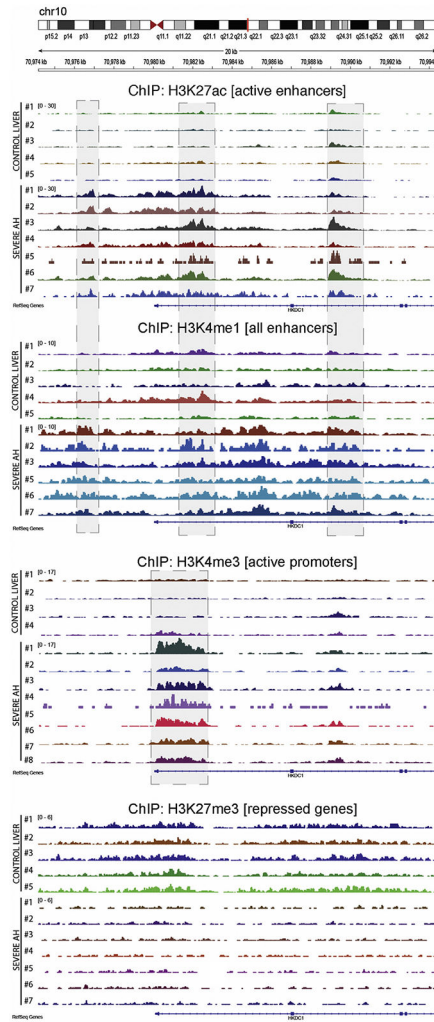 chr10
p15.2 p14 p13 p12.2 p11.23 q11.1 q11.22 q21.1 q21.2 q21.3 q22.1 q22.3 q23.1 q23.32 q24.31 q25.1 q25.2 q26.11 q26.2
20 kb
70,974 kb 70,976 kb 70,978 kb 70,980 kb 70,982 kb 70,984 kb 70,986 kb 70,988 kb 70,990 kb 70,992 kb 70,994
ChIP: H3K27ac [active enhancers]
CONTROL LIVER
#1 [0 - 30]
#2
#3
#4
#5
SEVERE AH
#1 [0-30]
#2
#3
#4
#5
#6
#7
RefSeq Genes
HKDC1
ChIP: H3K4me1 [all enhancers]
CONTROL LIVER
#1 [0 - 10]
#2
#3
#4
#5
SEVERE AH
#1 [0 - 10]
#2
#3
#5
#6
#7
RefSeq Genes
HKDC1
ChIP: H3K4me3 [active promoters]
CONTROL LIVER
#1 [0 - 17]
#2
#3
#4
SEVERE AH
#1 [0-17]
#2
#3
#4
#5
#6
#7
#8
RefSeq Genes
HKDC1
ChIP: H3K27me3 [repressed genes]
CONTROL LIVER
#1 [0 - 6]
#2
#3
#4
#5
SEVERE AH
#1 [0 - 6]
#2
#3
#4
#5
#6
#7
RefSeq Genes
HKDC1